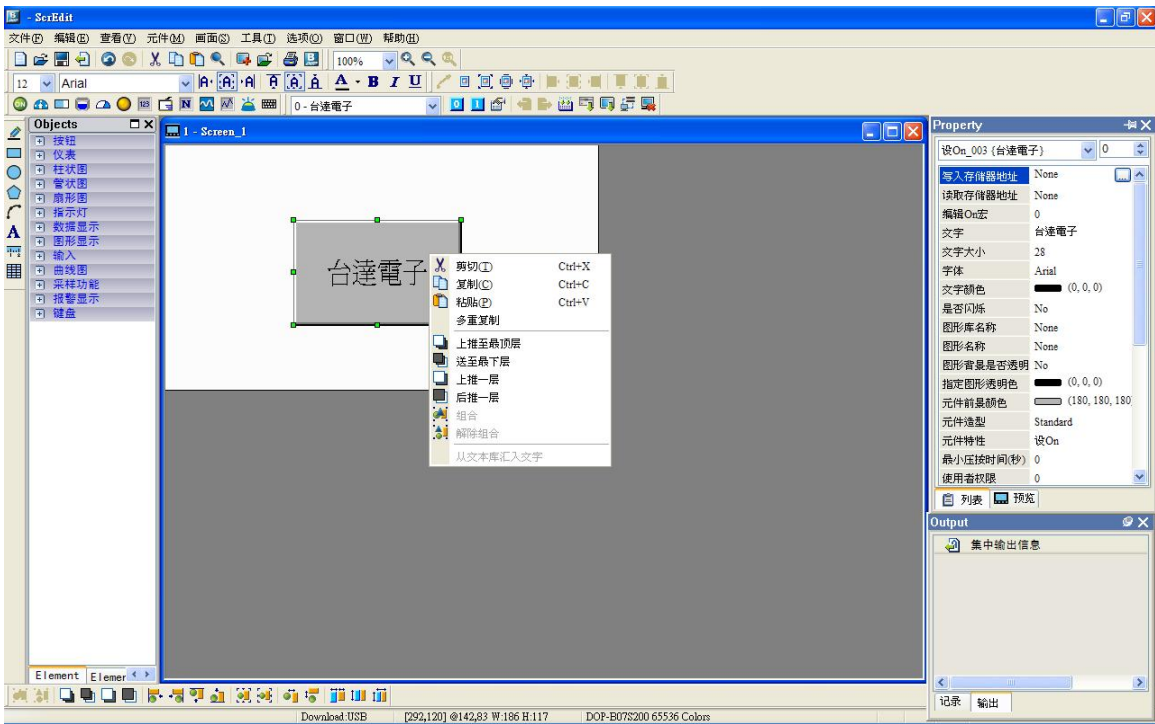 - ScrEdit
文件(F) 编辑(E) 查看(V) 元件(M) 画面(S) 工具(T) 选项(O) 窗口(W) 帮助(H)
100%
12 Arial
0 - 台達電子
Objects
按钮
仪表
柱状图
管状图
扇形图
指示灯
数据显示
图形显示
输入
曲线图
采样功能
报警显示
键盘
Element Elemer
1 - Screen_1
台達電子
剪切(T) Ctrl+X
复制(C) Ctrl+C
粘贴(P) Ctrl+V
多重复制
上推至最顶层
送至最下层
上推一层
后推一层
组合
解除组合
从文本库汇入文字
Property
设On_003 {台達電子} 0
写入存储器地址 None ...
读取存储器地址 None
编辑On宏 0
文字 台達電子
文字大小 28
字体 Arial
文字颜色 (0, 0, 0)
是否闪烁 No
图形库名称 None
图形名称 None
图形背景是否透明 No
指定图形透明色 (0, 0, 0)
元件前景颜色 (180, 180, 180
元件造型 Standard
元件特性 设On
最小压按时间(秒) 0
使用者权限 0
列表 预览
Output
集中输出信息
记录 输出
Download:USB [292,120] @142,83 W:186 H:117 DOP-B07S200 65536 Colors